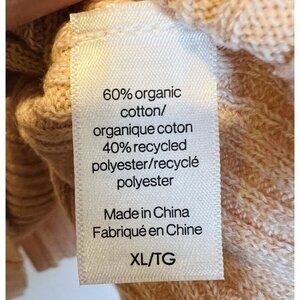 60% organic
cotton/
organique coton
40% recycled
polyester/recyclé
polyester
Made in China
Fabriqué en Chine
XL/TG